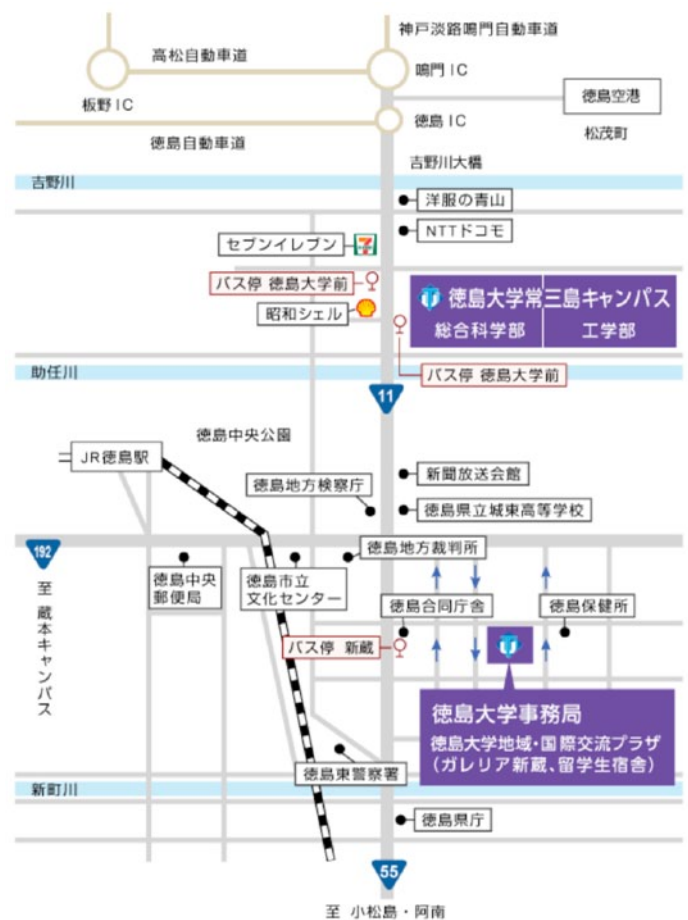 神戸淡路鳴門自動車道
高松自動車道
鳴門IC
板野IC
徳島空港
徳島IC
松茂町
徳島自動車道
吉野川大橋
吉野川
洋服の青山
NTTドコモ
セブンイレブン
バス停 徳島大学前
昭和シェル
徳島大学常三島キャンパス
総合科学部
工学部
バス停 徳島大学前
助任川
11
徳島中央公園
JR徳島駅
新聞放送会館
徳島地方検察庁
徳島県立城東高等学校
192
徳島地方裁判所
徳島中央
郵便局
徳島市立
文化センター
至 蔵本キャンパス
徳島合同庁舎
徳島保健所
バス停 新蔵
徳島大学事務局
徳島大学地域・国際交流プラザ
(ガレリア新蔵、留学生宿舎)
徳島東警察署
新町川
徳島県庁
55
至 小松島・阿南